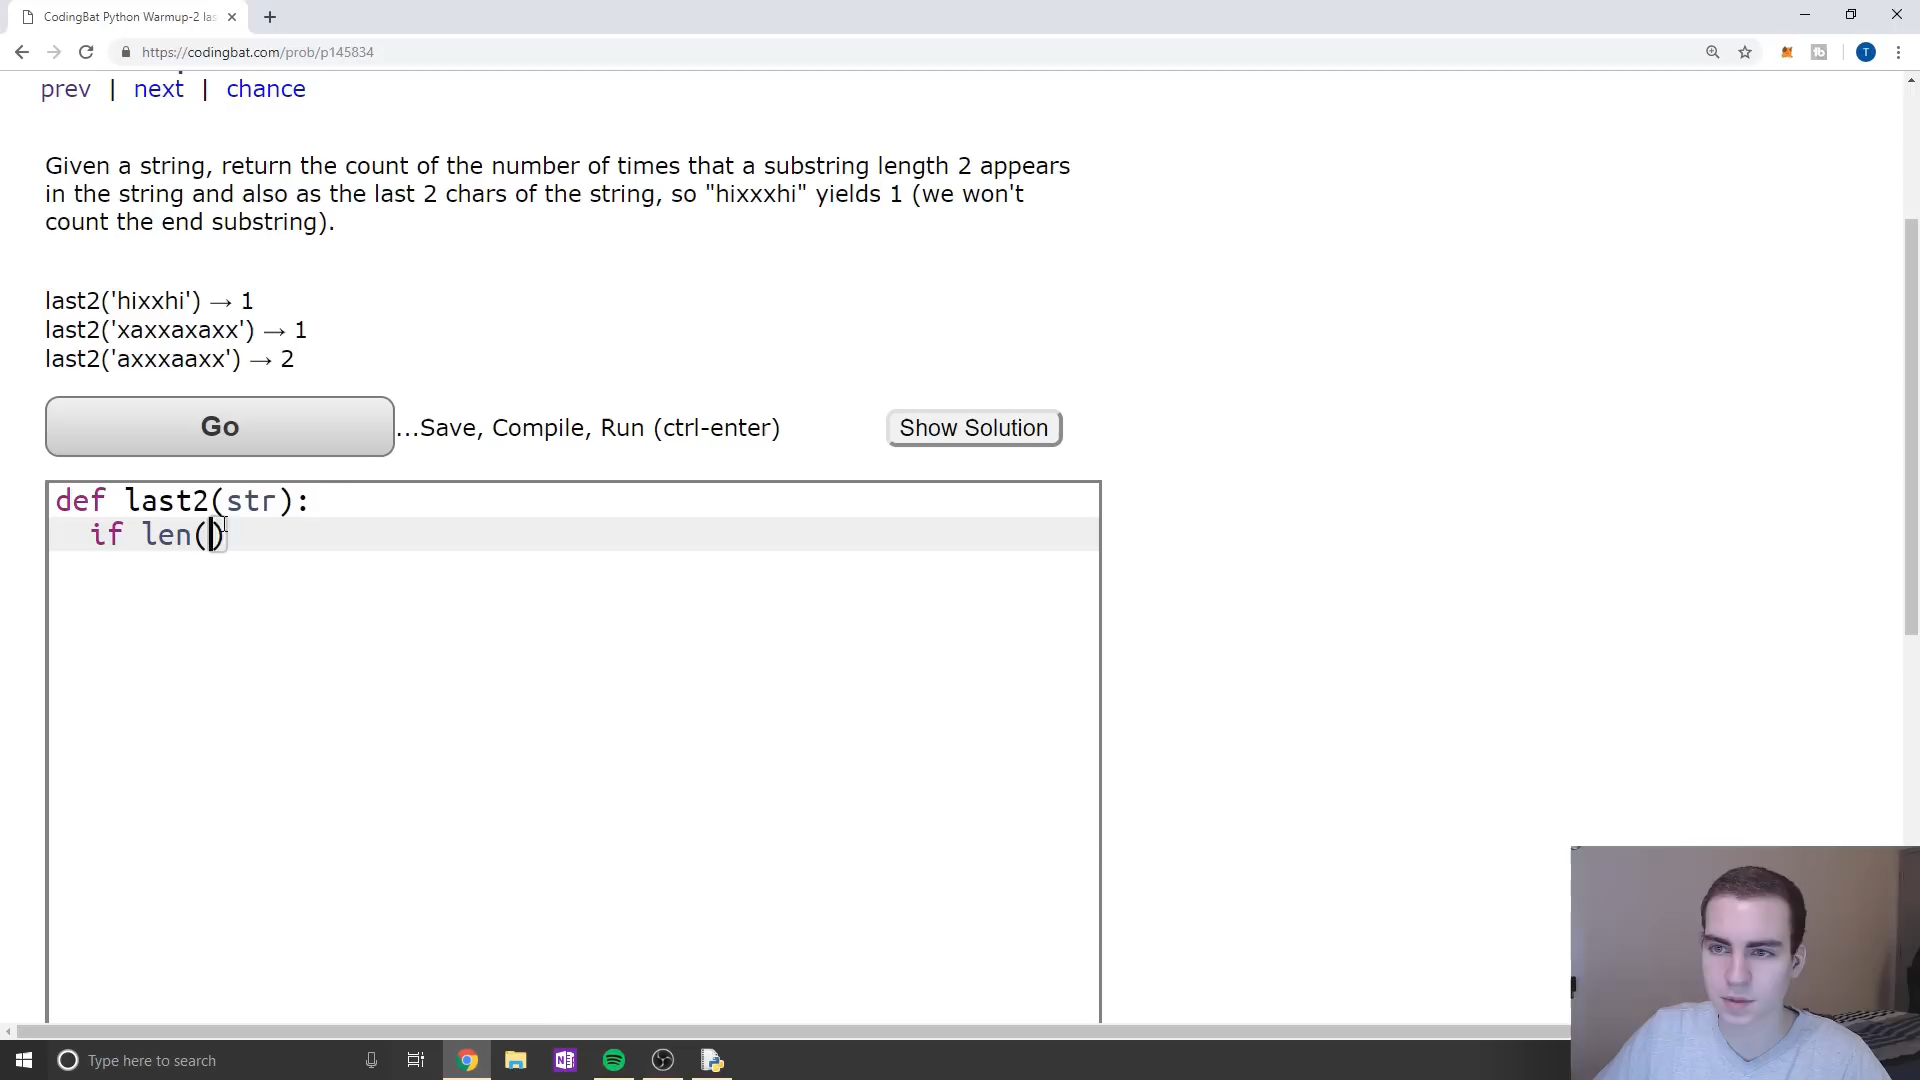 CodingBat Python Warmup-2 las
https://codingbat.com/prob/p145834
T
prev | next | chance
Given a string, return the count of the number of times that a substring length 2 appears
in the string and also as the last 2 chars of the string, so "hixxxhi" yields 1 (we won't
count the end substring).
last2('hixxhi') → 1
last2('xaxxaxaxx') → 1
last2('axxxaaxx') → 2
Go
...Save, Compile, Run (ctrl-enter)
Show Solution
def last2(str):
if len()
Type here to search